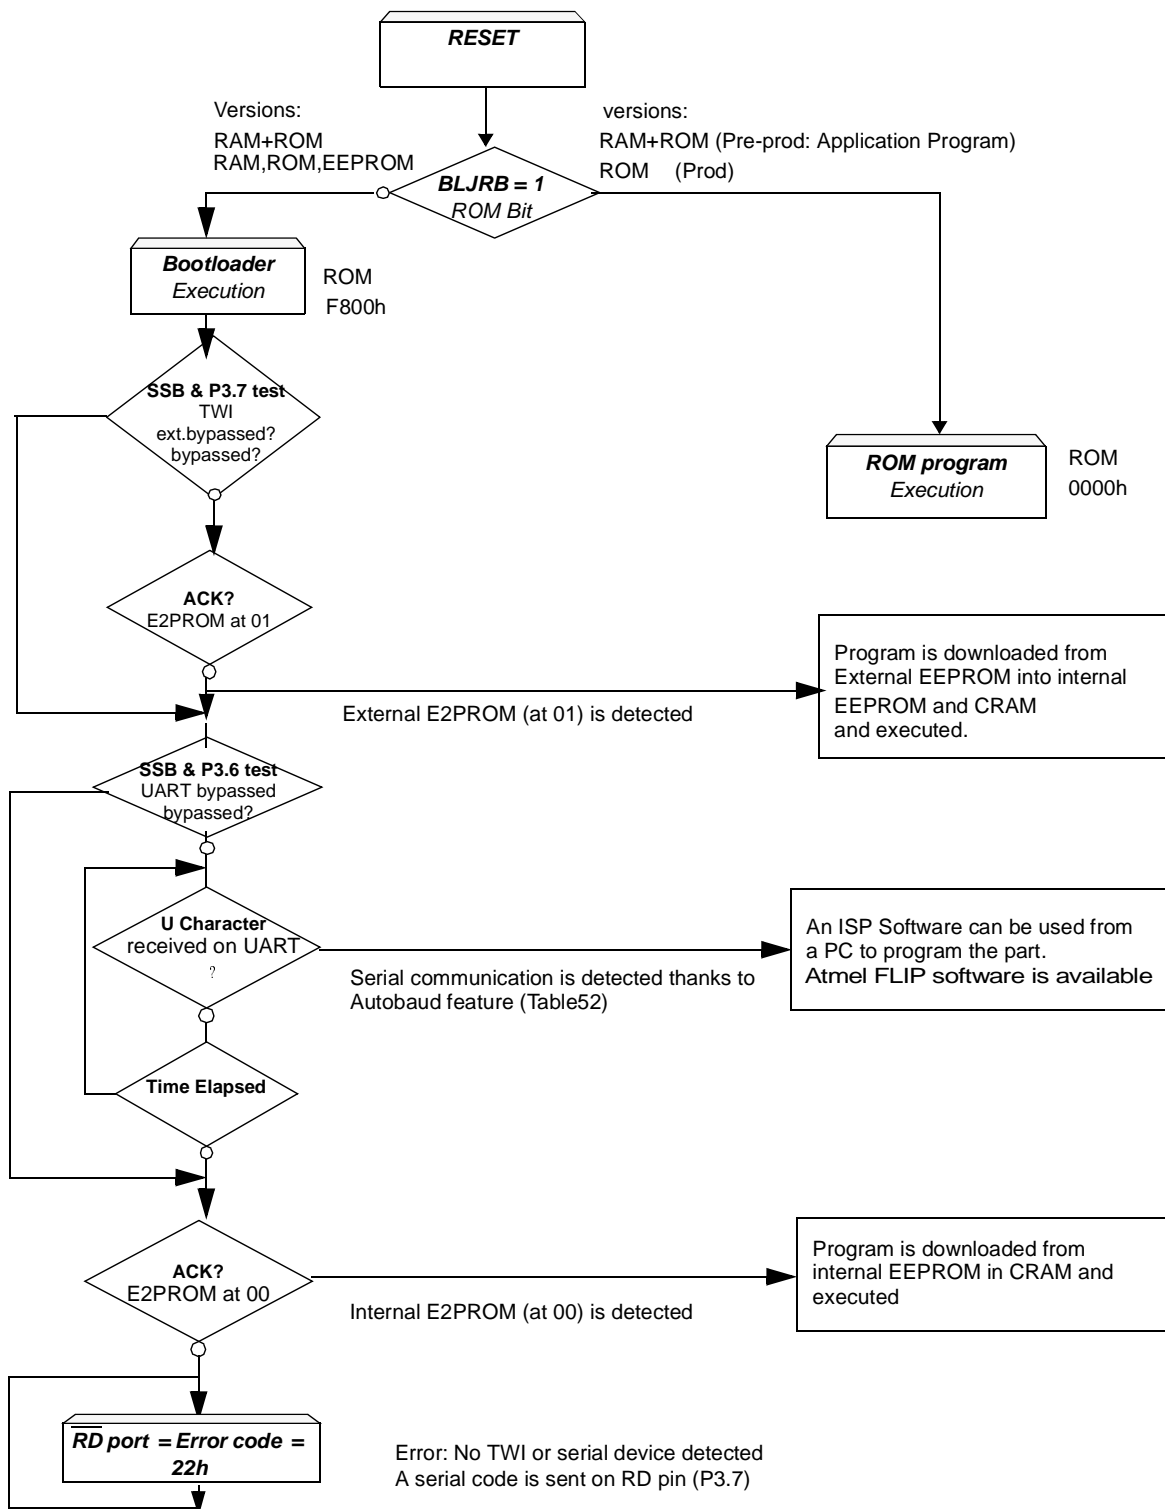 RESET
Versions:
RAM+ROM
RAM,ROM,EEPROM
versions:
RAM+ROM (Pre-prod: Application Program)
ROM (Prod)
BLJRB = 1
ROM Bit
Bootloader
Execution
ROM
F800h
SSB & P3.7 test
TWI
ext.bypassed?
bypassed?
ROM program
Execution
ROM
0000h
ACK?
E2PROM at 01
External E2PROM (at 01) is detected
Program is downloaded from
External EEPROM into internal
EEPROM and CRAM
and executed.
SSB & P3.6 test
UART bypassed
bypassed?
U Character
received on UART
?
Serial communication is detected thanks to
Autobaud feature (Table52)
An ISP Software can be used from
a PC to program the part.
Atmel FLIP software is available
Time Elapsed
ACK?
E2PROM at 00
Internal E2PROM (at 00) is detected
Program is downloaded from
internal EEPROM in CRAM and
executed
RD port = Error code =
22h
Error: No TWI or serial device detected
A serial code is sent on RD pin (P3.7)